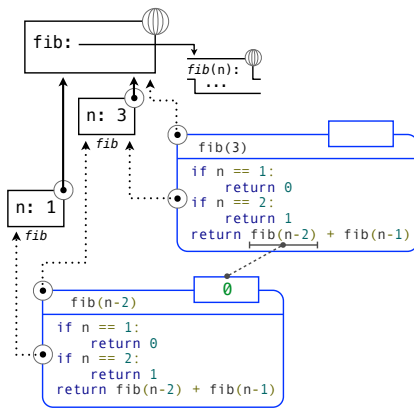 fib:
fib(n):
...
n: 3
fib
fib(3)
if n == 1:
return 0
if n == 2:
return 1
return fib(n-2) + fib(n-1)
n: 1
fib
0
fib(n-2)
if n == 1:
return 0
if n == 2:
return 1
return fib(n-2) + fib(n-1)